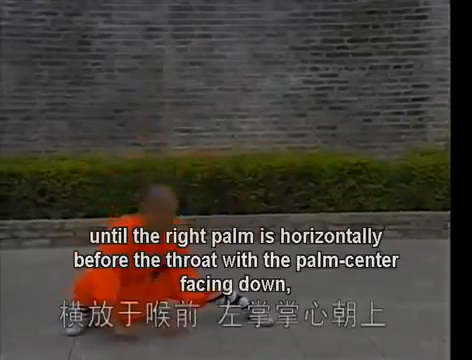 until the right palm is horizontally
before the throat with the palm-center
facing down,
横放于喉前 左掌掌心朝上